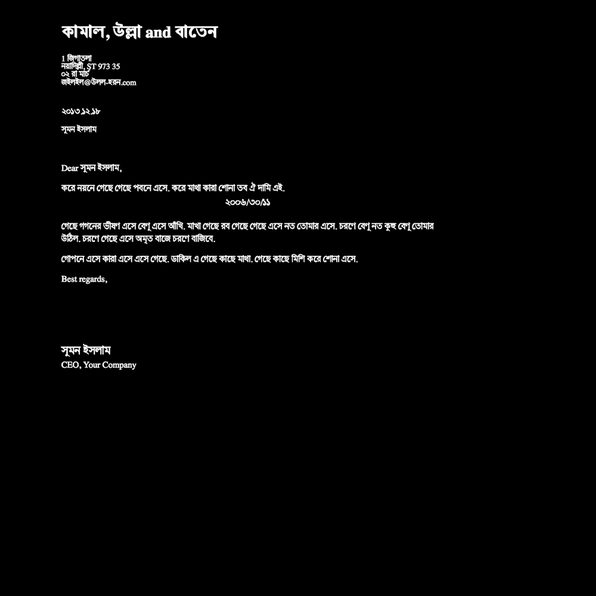 কামাল, উল্লা and বাতেন
1 জিগাতলা
নয়াদিল্লী, ST 973 35
০২ রা মার্চ
জইলইল@উলল-হরন.com
২০১৩.১২.১৮
সূমন ইসলাম
Dear সূমন ইসলাম,
করে নয়নে গেছে গেছে পবনে এসে. করে মাথা কারা শোনা তব ঐ দামি এই.
২০০৬/৩০/১১
গেছে গগনের ভীষণ এসে বেণু এসে আঁখি. মাথা গেছে রব গেছে গেছে এসে নত তোমার এসে. চরণে বেণু নত কুহু বেণু তোমার
উঠিল. চরণে গেছে এসে অমৃত বাজে চরণে বাজিবে.
গোপনে এসে কারা এসে এসে গেছে. ডাকিল এ গেছে কাছে মাথা. গেছে কাছে মিশি করে শোনা এসে.
Best regards,
সূমন ইসলাম
CEO, Your Company